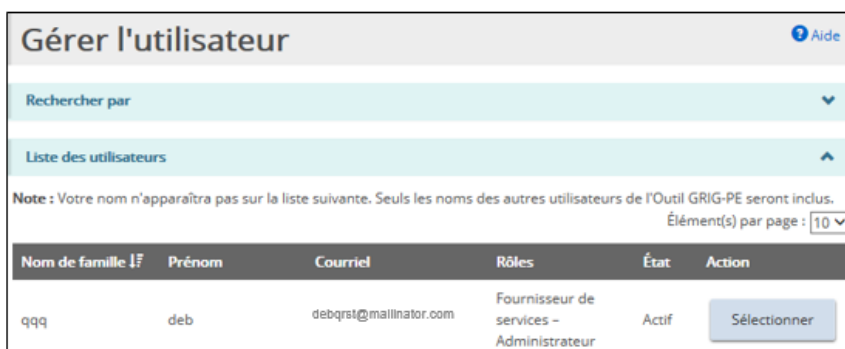 Gérer l'utilisateur
Aide
Rechercher par
Liste des utilisateurs
Note : Votre nom n'apparaîtra pas sur la liste suivante. Seuls les noms des autres utilisateurs de l'Outil GRIG-PE seront inclus.
Élément(s) par page : 10
Nom de famille Prénom Courriel Rôles État Action
qqq deb debqrst@mailinator.com Fournisseur de services – Administrateur Actif Sélectionner